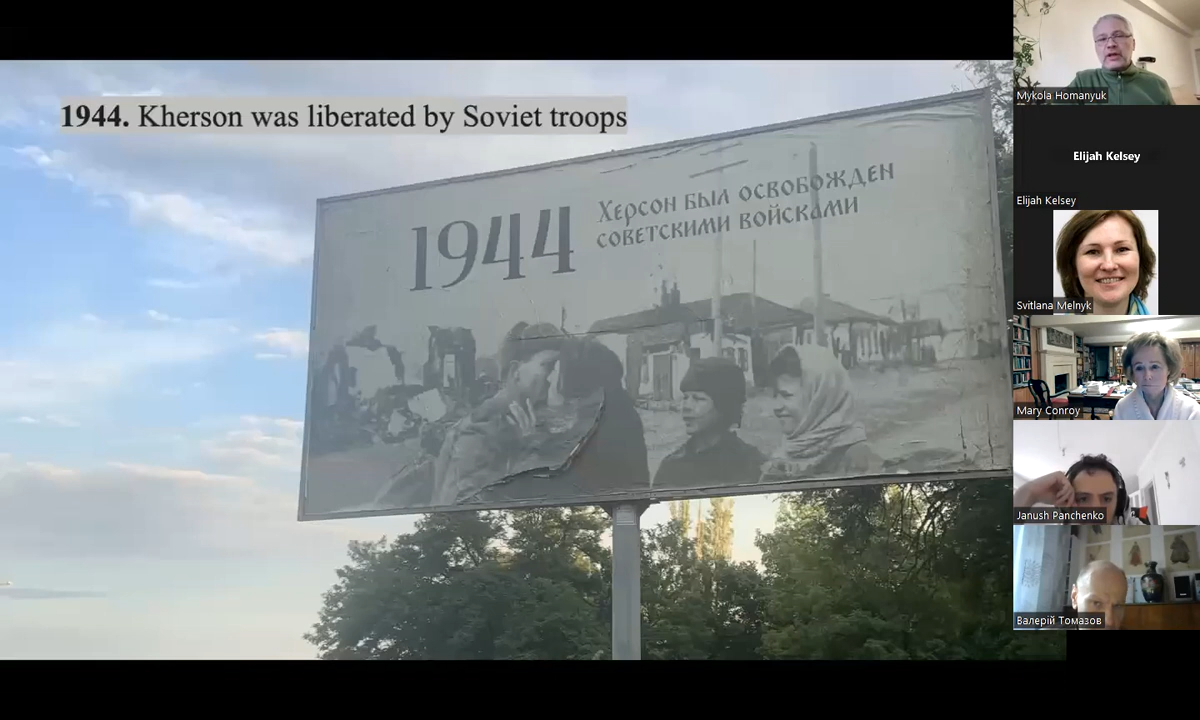 1944. Kherson was liberated by Soviet troops
1944
ХЕРСОН БЫЛ ОСВОБОЖДЕН
СОВЕТСКИМИ ВОЙСКАМИ
Mykola Homanyuk
Elijah Kelsey
Elijah Kelsey
Svitlana Melnyk
Mary Conroy
Janush Panchenko
Валерій Томазов